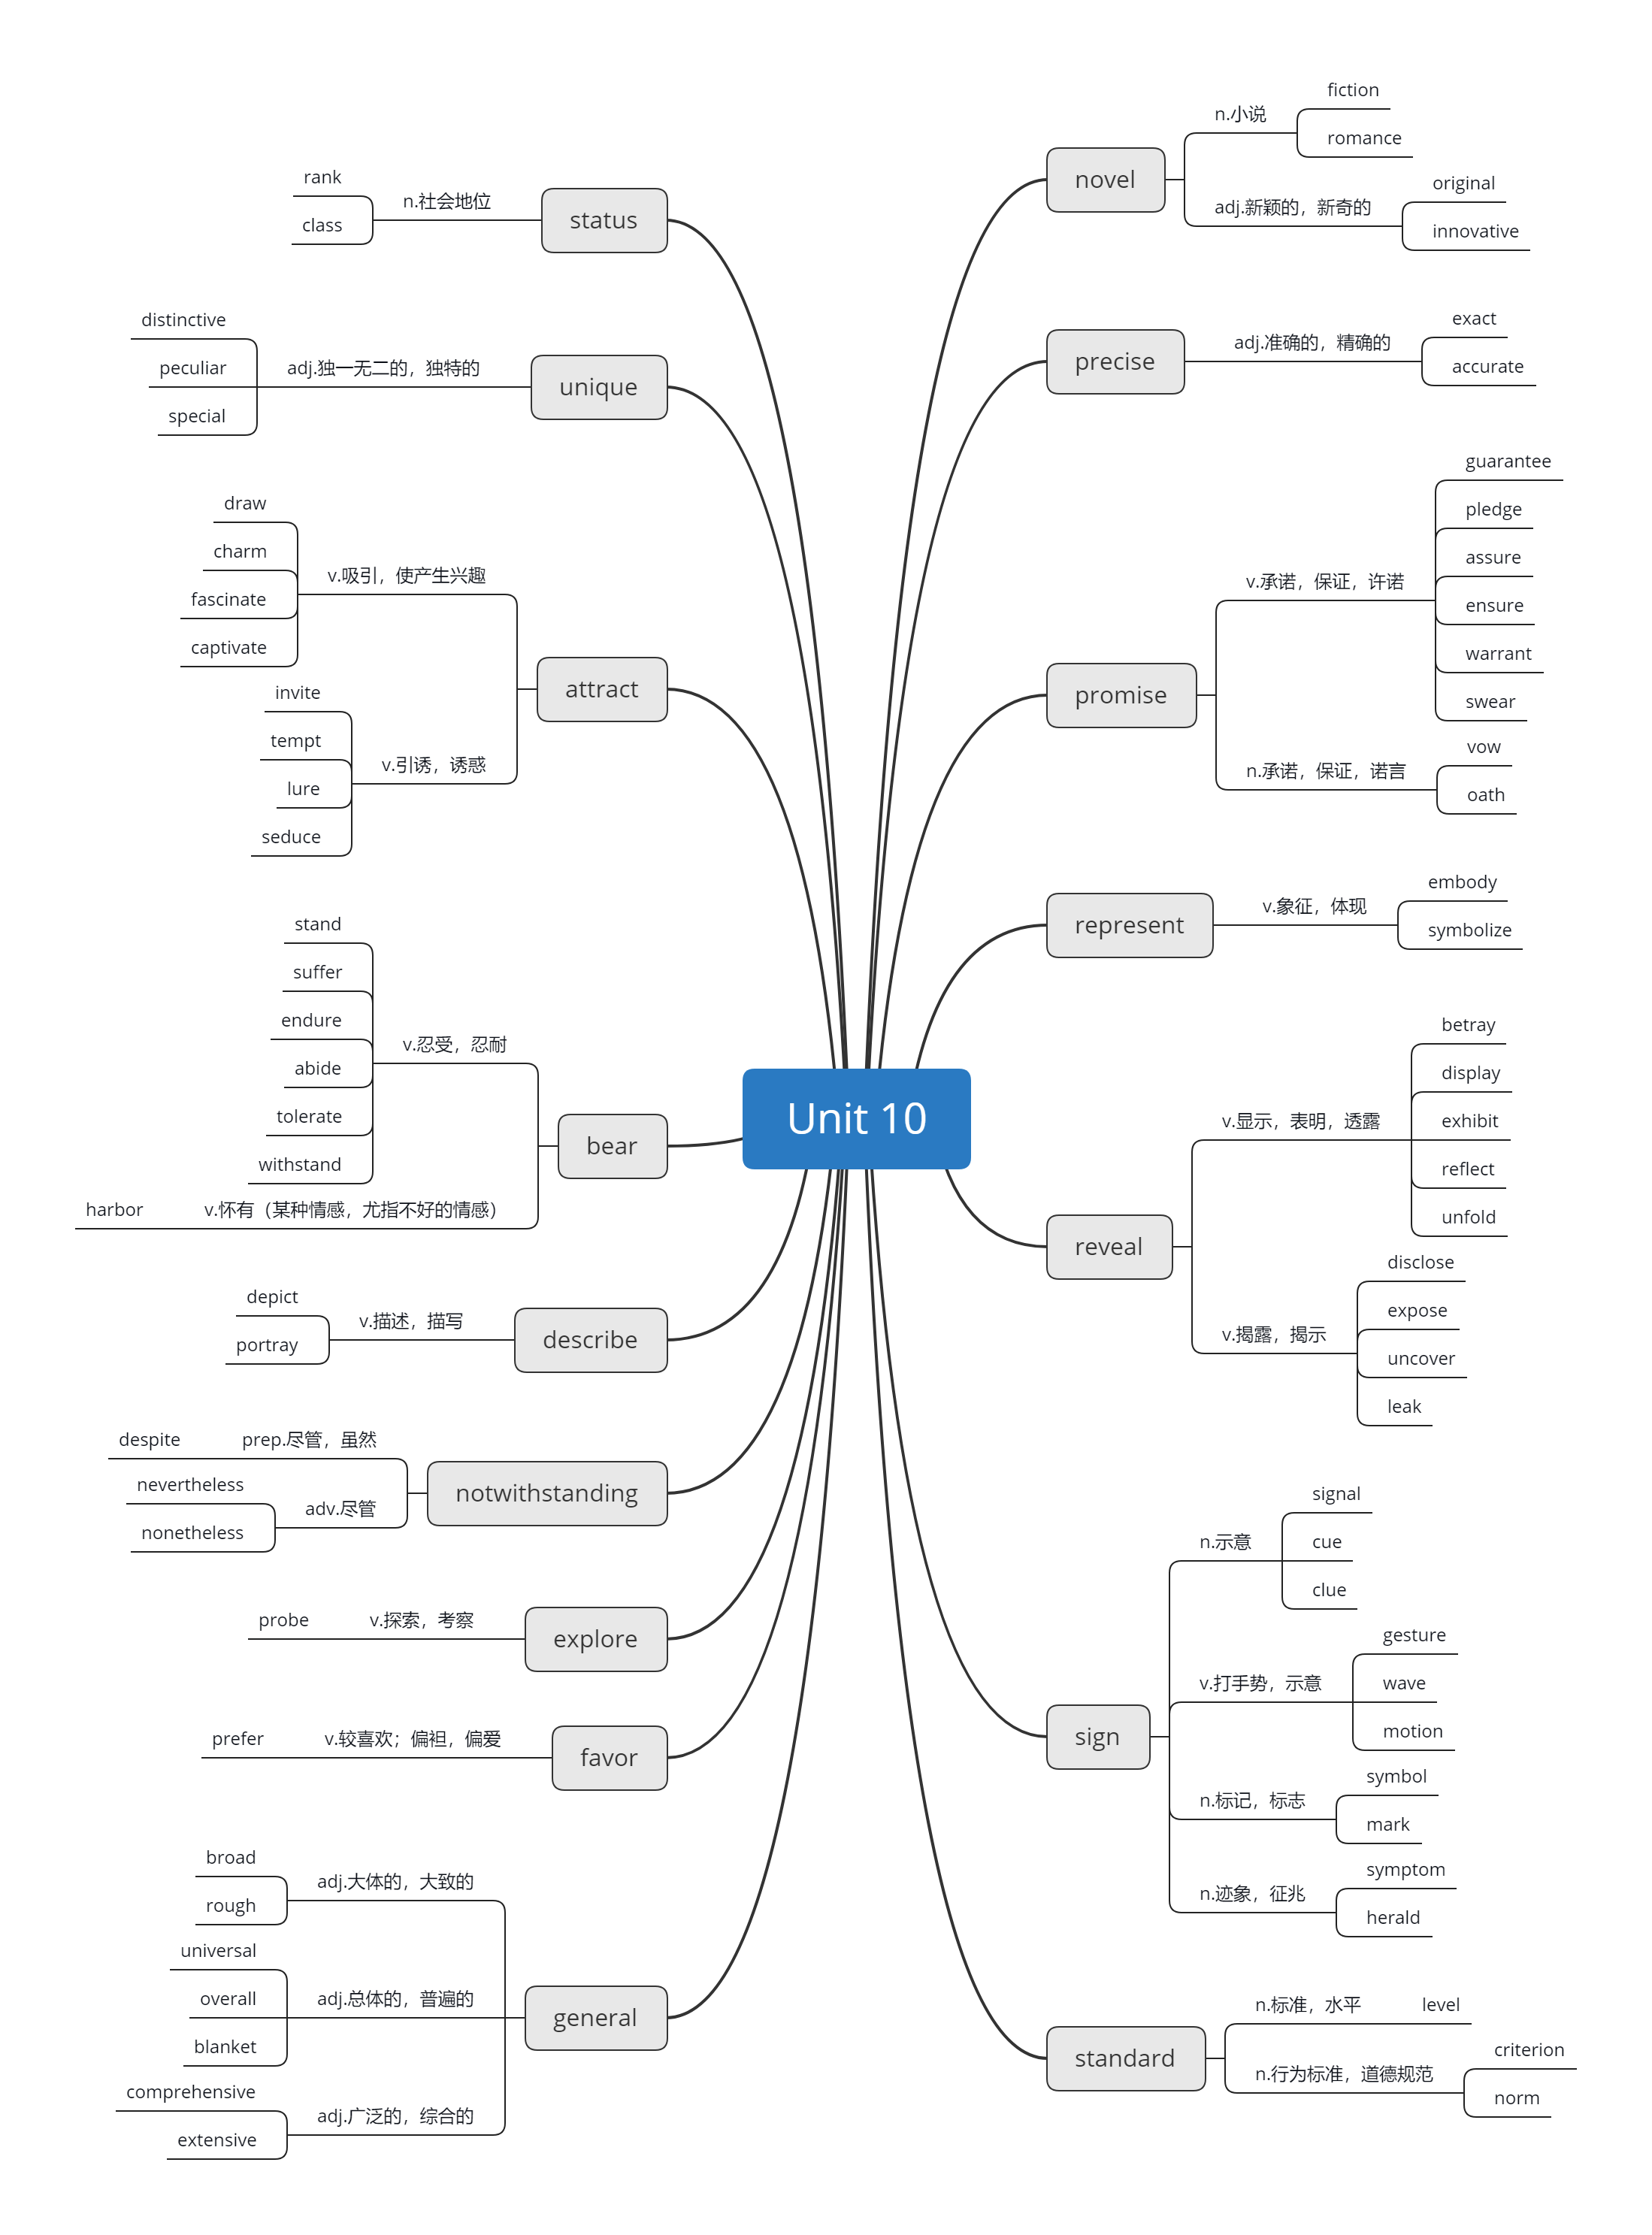 Unit 10
novel
n.小说
fiction
romance
adj.新颖的，新奇的
original
innovative
precise
adj.准确的，精确的
exact
accurate
promise
v.承诺，保证，许诺
guarantee
pledge
assure
ensure
warrant
swear
n.承诺，保证，诺言
vow
oath
represent
v.象征，体现
embody
symbolize
reveal
v.显示，表明，透露
betray
display
exhibit
reflect
unfold
v.揭露，揭示
disclose
expose
uncover
leak
sign
n.示意
signal
cue
clue
v.打手势，示意
gesture
wave
motion
n.标记，标志
symbol
mark
n.迹象，征兆
symptom
herald
standard
n.标准，水平
level
n.行为标准，道德规范
criterion
norm
status
n.社会地位
rank
class
unique
adj.独一无二的，独特的
distinctive
peculiar
special
attract
v.吸引，使产生兴趣
draw
charm
fascinate
captivate
v.引诱，诱惑
invite
tempt
lure
seduce
bear
v.忍受，忍耐
stand
suffer
endure
abide
tolerate
withstand
v.怀有（某种情感，尤指不好的情感）
harbor
describe
v.描述，描写
depict
portray
notwithstanding
prep.尽管，虽然
despite
adv.尽管
nevertheless
nonetheless
explore
v.探索，考察
probe
favor
v.较喜欢；偏袒，偏爱
prefer
general
adj.大体的，大致的
broad
rough
adj.总体的，普遍的
universal
overall
blanket
adj.广泛的，综合的
comprehensive
extensive